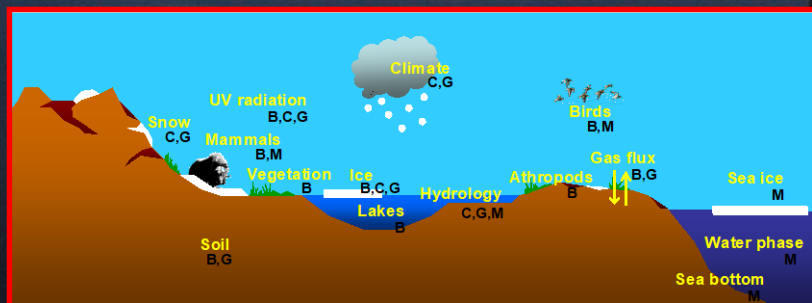 Climate
C,G
UV radiation
B,C,G
Birds
B,M
Snow
C,G
Mammals
B,M
Gas flux
B,G
Vegetation
B
Ice
B,C,G
Athropods
B
Sea ice
M
Hydrology
C,G,M
Lakes
B
Soil
B,G
Water phase
M
Sea bottom
M